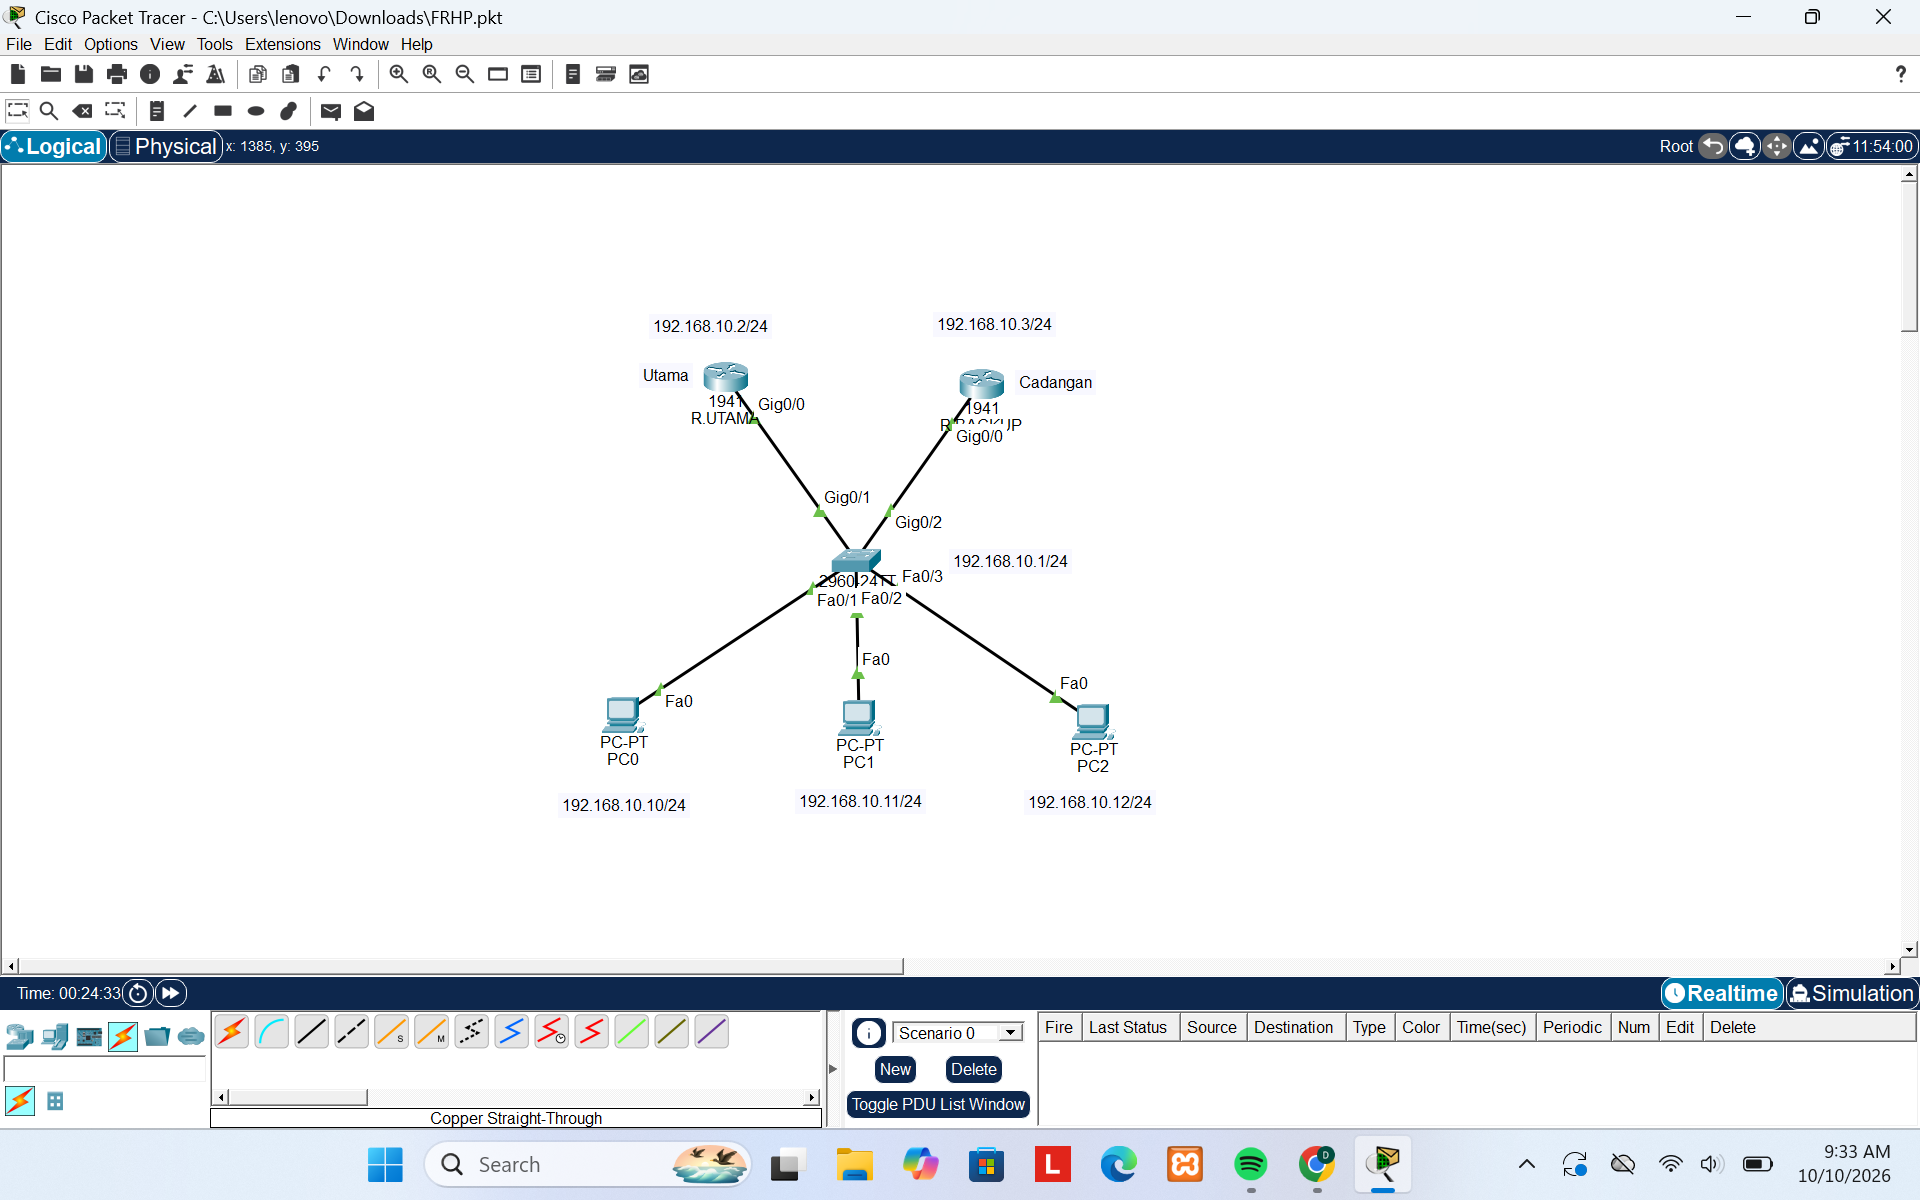 Cisco Packet Tracer - C:\Users\lenovo\Downloads\FRHP.pkt
File Edit Options View Tools Extensions Window Help
?
Logical Physical x: 1385, y: 395
Root 11:54:00
192.168.10.2/24
192.168.10.3/24
Utama
Cadangan
1941
R.UTAMA
Gig0/0
1941
Gig0/0
Gig0/1
Gig0/2
192.168.10.1/24
2960-24TT
Fa0/3
Fa0/1 Fa0/2
Fa0
Fa0
Fa0
PC-PT
PC0
PC-PT
PC1
PC-PT
PC2
192.168.10.10/24
192.168.10.11/24
192.168.10.12/24
Time: 00:24:33
Realtime Simulation
S
M
Copper Straight-Through
Scenario 0
New Delete
Toggle PDU List Window
Fire Last Status Source Destination Type Color Time(sec) Periodic Num Edit Delete
Search
L
D
9:33 AM
10/10/2026